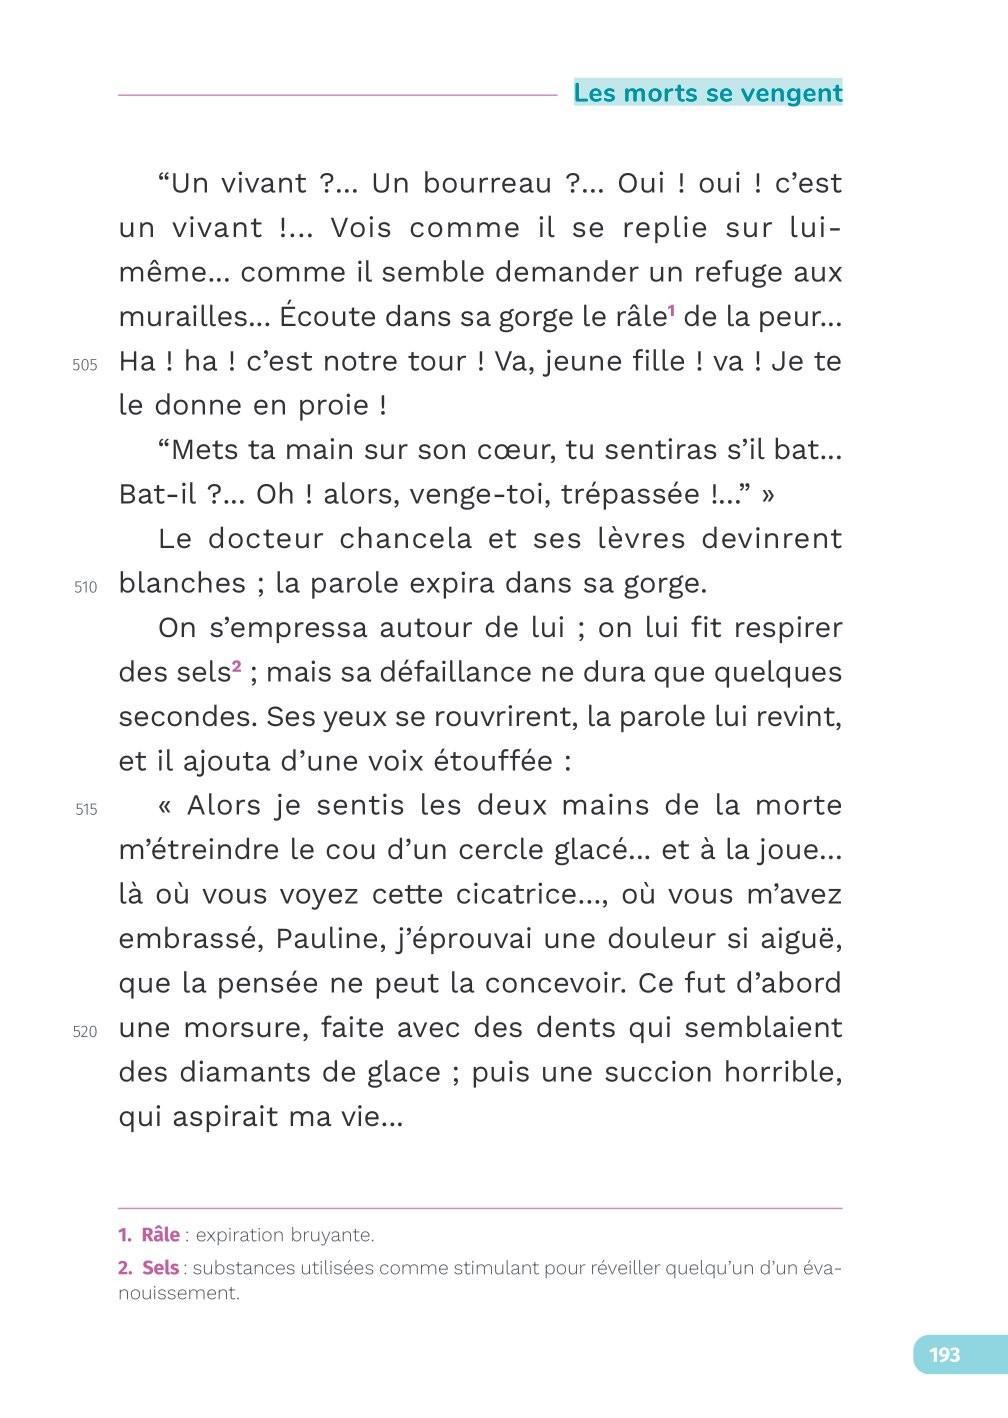 Les morts se vengent
“Un vivant ?... Un bourreau ?... Oui ! oui ! c’est
un vivant !... Vois comme il se replie sur lui-
même... comme il semble demander un refuge aux
murailles... Écoute dans sa gorge le râle1 de la peur...
505 Ha ! ha ! c’est notre tour ! Va, jeune fille ! va ! Je te
le donne en proie !
“Mets ta main sur son cœur, tu sentiras s’il bat...
Bat-il ?... Oh ! alors, venge-toi, trépassée !...” »
Le docteur chancela et ses lèvres devinrent
510 blanches ; la parole expira dans sa gorge.
On s’empressa autour de lui ; on lui fit respirer
des sels2 ; mais sa défaillance ne dura que quelques
secondes. Ses yeux se rouvrirent, la parole lui revint,
et il ajouta d’une voix étouffée :
515 « Alors je sentis les deux mains de la morte
m’étreindre le cou d’un cercle glacé... et à la joue...
là où vous voyez cette cicatrice..., où vous m’avez
embrassé, Pauline, j’éprouvai une douleur si aiguë,
que la pensée ne peut la concevoir. Ce fut d’abord
520 une morsure, faite avec des dents qui semblaient
des diamants de glace ; puis une succion horrible,
qui aspirait ma vie...
1. Râle : expiration bruyante.
2. Sels : substances utilisées comme stimulant pour réveiller quelqu’un d’un éva-
nouissement.
193